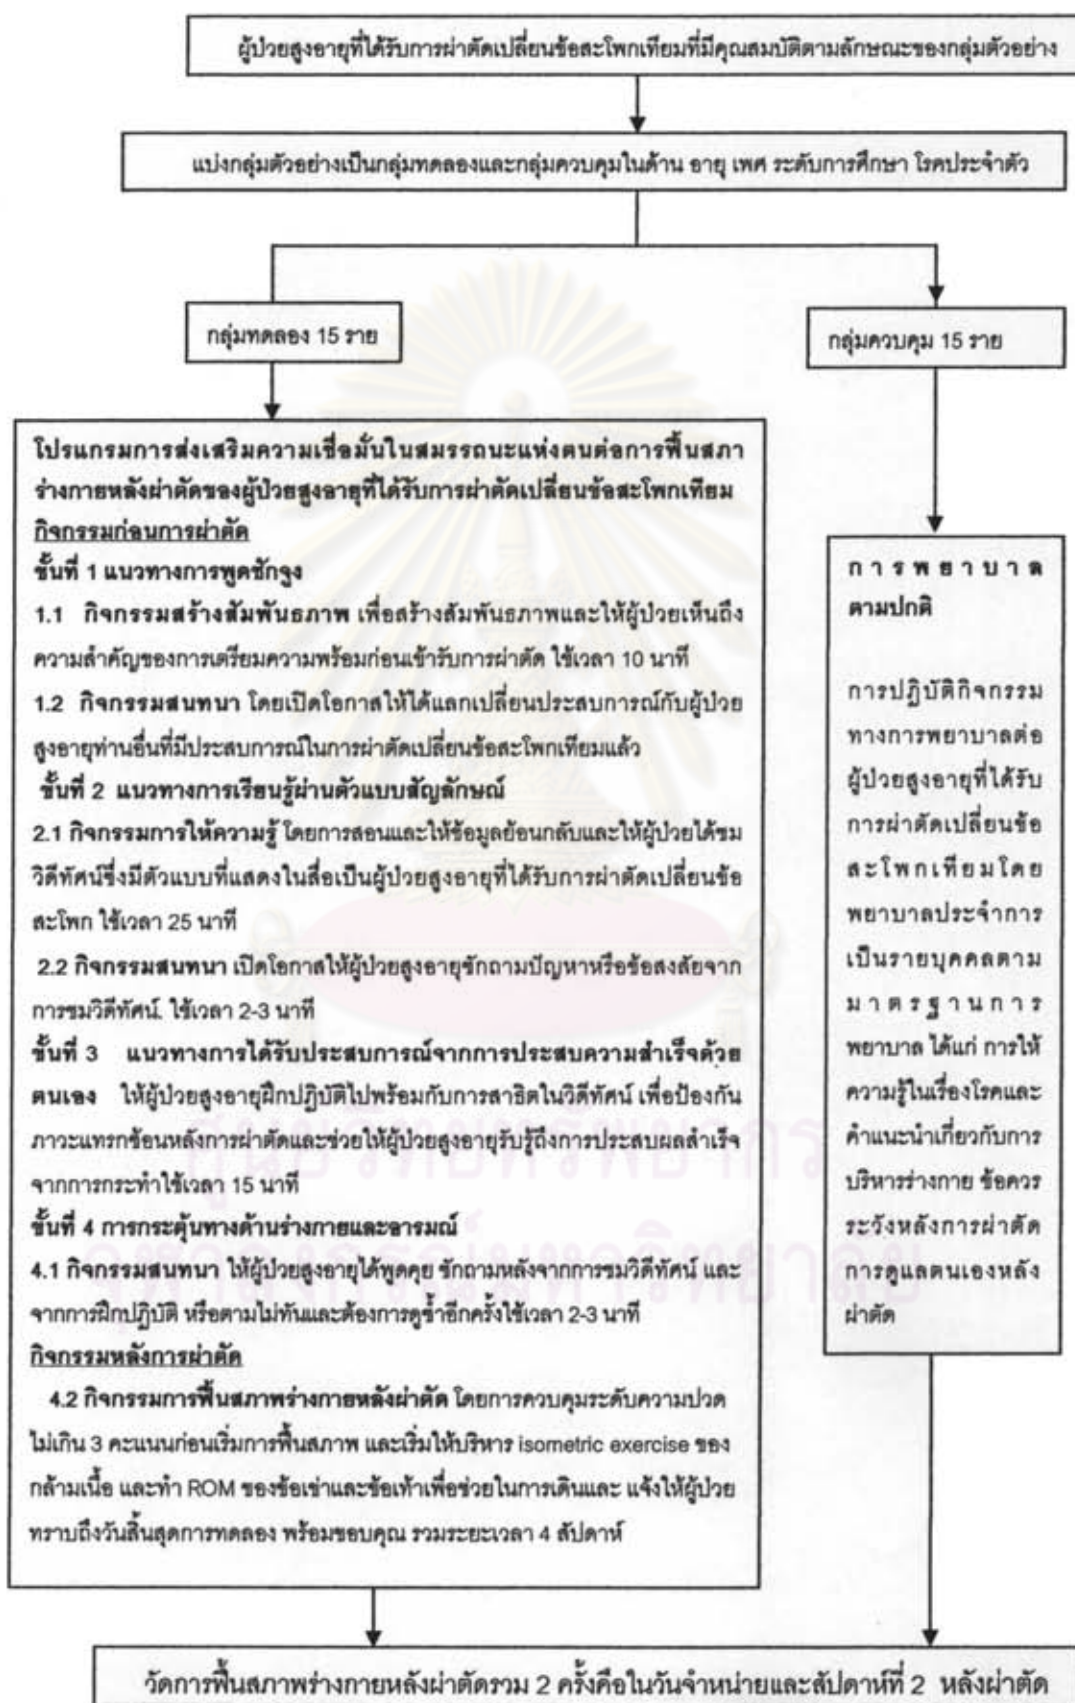 ผู้ป่วยสูงอายุที่ได้รับการผ่าตัดเปลี่ยนข้อสะโพกเทียมที่มีคุณสมบัติตามลักษณะของกลุ่มตัวอย่าง
แบ่งกลุ่มตัวอย่างเป็นกลุ่มทดลองและกลุ่มควบคุมในด้าน อายุ เพศ ระดับการศึกษา โรคประจำตัว
กลุ่มทดลอง 15 ราย
กลุ่มควบคุม 15 ราย
โปรแกรมการส่งเสริมความเชื่อมั่นในสมรรถนะแห่งตนต่อการฟื้นสภา
ร่างกายหลังผ่าตัดของผู้ป่วยสูงอายุที่ได้รับการผ่าตัดเปลี่ยนข้อสะโพกเทียม
กิจกรรมก่อนการผ่าตัด
ขั้นที่ 1 แนวทางการพูดชักจูง
1.1 กิจกรรมสร้างสัมพันธภาพ เพื่อสร้างสัมพันธภาพและให้ผู้ป่วยเห็นถึง
ความสำคัญของการเตรียมความพร้อมก่อนเข้ารับการผ่าตัด ใช้เวลา 10 นาที
1.2 กิจกรรมสนทนา โดยเปิดโอกาสให้ได้แลกเปลี่ยนประสบการณ์กับผู้ป่วย
สูงอายุท่านอื่นที่มีประสบการณ์ในการผ่าตัดเปลี่ยนข้อสะโพกเทียมแล้ว
ขั้นที่ 2 แนวทางการเรียนรู้ผ่านตัวแบบสัญลักษณ์
2.1 กิจกรรมการให้ความรู้ โดยการสอนและให้ข้อมูลย้อนกลับและให้ผู้ป่วยได้ชม
วิดีทัศน์ซึ่งมีตัวแบบที่แสดงในสื่อเป็นผู้ป่วยสูงอายุที่ได้รับการผ่าตัดเปลี่ยนข้อ
สะโพก ใช้เวลา 25 นาที
2.2 กิจกรรมสนทนา เปิดโอกาสให้ผู้ป่วยสูงอายุซักถามปัญหาหรือข้อสงสัยจาก
การชมวิดีทัศน์. ใช้เวลา 2-3 นาที
ขั้นที่ 3 แนวทางการได้รับประสบการณ์จากการประสบความสำเร็จด้วย
ตนเอง ให้ผู้ป่วยสูงอายุฝึกปฏิบัติไปพร้อมกับการสาธิตในวิดีทัศน์ เพื่อป้องกัน
ภาวะแทรกซ้อนหลังการผ่าตัดและช่วยให้ผู้ป่วยสูงอายุรับรู้ถึงการประสบผลสำเร็จ
จากการกระทำใช้เวลา 15 นาที
ขั้นที่ 4 การกระตุ้นทางด้านร่างกายและอารมณ์
4.1 กิจกรรมสนทนา ให้ผู้ป่วยสูงอายุได้พูดคุย ซักถามหลังจากการชมวิดีทัศน์ และ
จากการฝึกปฏิบัติ หรือตามไม่ทันและต้องการดูซ้ำอีกครั้งใช้เวลา 2-3 นาที
กิจกรรมหลังการผ่าตัด
4.2 กิจกรรมการฟื้นสภาพร่างกายหลังผ่าตัด โดยการควบคุมระดับความปวด
ไม่เกิน 3 คะแนนก่อนเริ่มการฟื้นสภาพ และเริ่มให้บริหาร isometric exercise ของ
กล้ามเนื้อ และทำ ROM ของข้อเข่าและข้อเท้าเพื่อช่วยในการเดินและ แจ้งให้ผู้ป่วย
ทราบถึงวันสิ้นสุดการทดลอง พร้อมขอบคุณ รวมระยะเวลา 4 สัปดาห์
การพยาบาล
ตามปกติ
การปฏิบัติกิจกรรม
ทางการพยาบาลต่อ
ผู้ป่วยสูงอายุที่ได้รับ
การผ่าตัดเปลี่ยนข้อ
สะโพกเทียมโดย
พยาบาลประจำการ
เป็นรายบุคคลตาม
มาตรฐานการ
พยาบาล ได้แก่ การให้
ความรู้ในเรื่องโรคและ
คำแนะนำเกี่ยวกับการ
บริหารร่างกาย ข้อควร
ระวังหลังการผ่าตัด
การดูแลตนเองหลัง
ผ่าตัด
วัดการฟื้นสภาพร่างกายหลังผ่าตัดรวม 2 ครั้งคือในวันจำหน่ายและสัปดาห์ที่ 2 หลังผ่าตัด
ศูนย์วิทยทรัพยากร
จุฬาลงกรณ์มหาวิทยาลัย